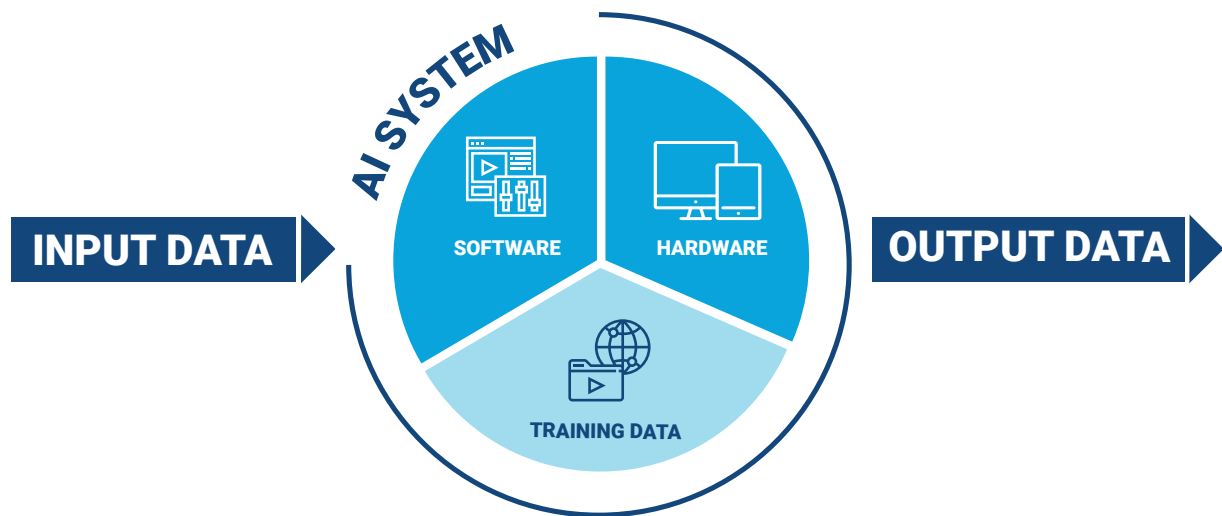 AI SYSTEM
INPUT DATA
SOFTWARE
HARDWARE
TRAINING DATA
OUTPUT DATA